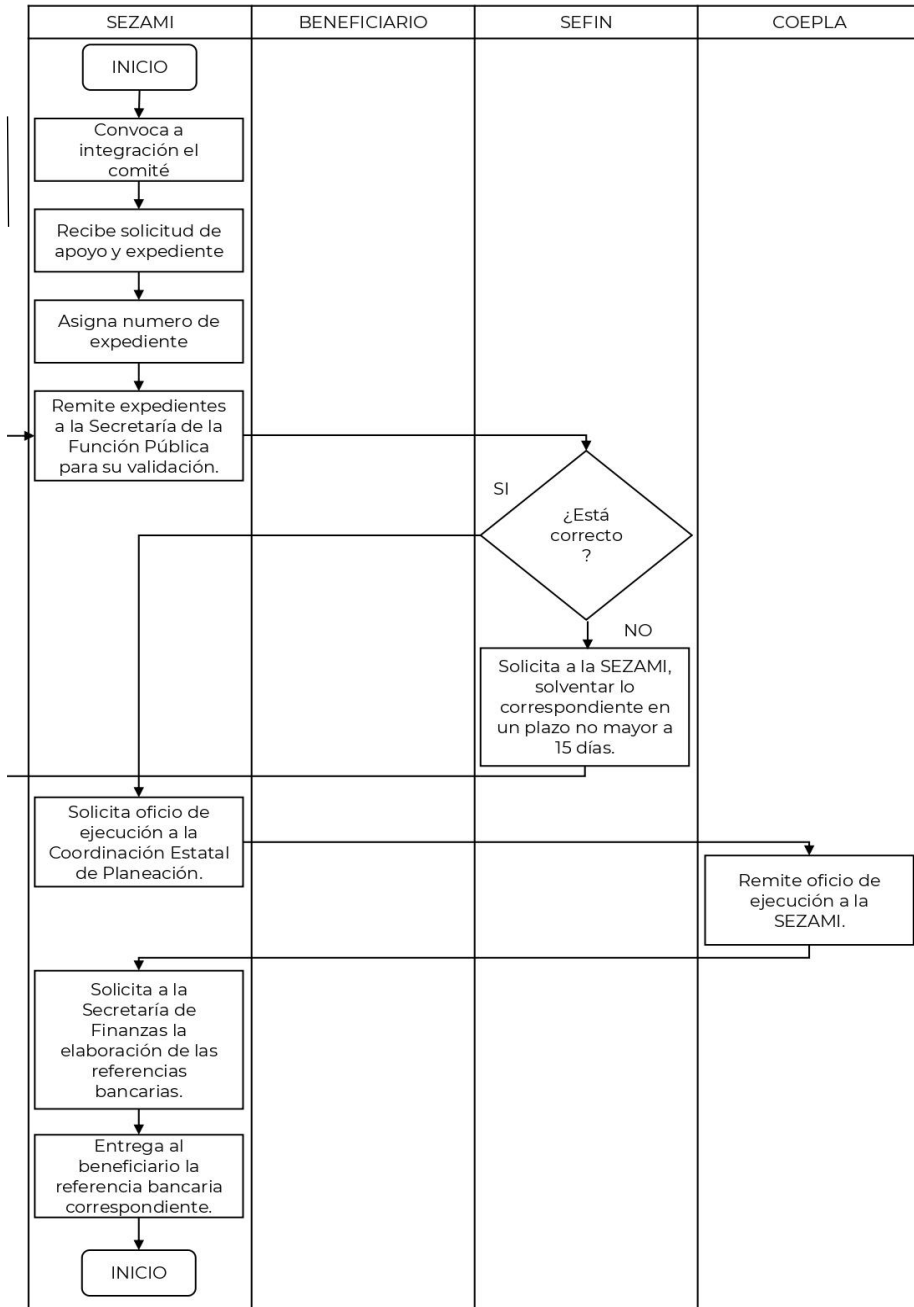 SEZAMI
BENEFICIARIO
SEFIN
COEPLA
INICIO
Convoca a
integración el
comité
Recibe solicitud de
apoyo y expediente
Asigna numero de
expediente
Remite expedientes
a la Secretaría de la
Función Pública
para su validación.
SI
¿Está
correcto
?
NO
Solicita a la SEZAMI,
solventar lo
correspondiente en
un plazo no mayor a
15 días.
Solicita oficio de
ejecución a la
Coordinación Estatal
de Planeación.
Remite oficio de
ejecución a la
SEZAMI.
Solicita a la
Secretaría de
Finanzas la
elaboración de las
referencias
bancarias.
Entrega al
beneficiario la
referencia bancaria
correspondiente.
INICIO